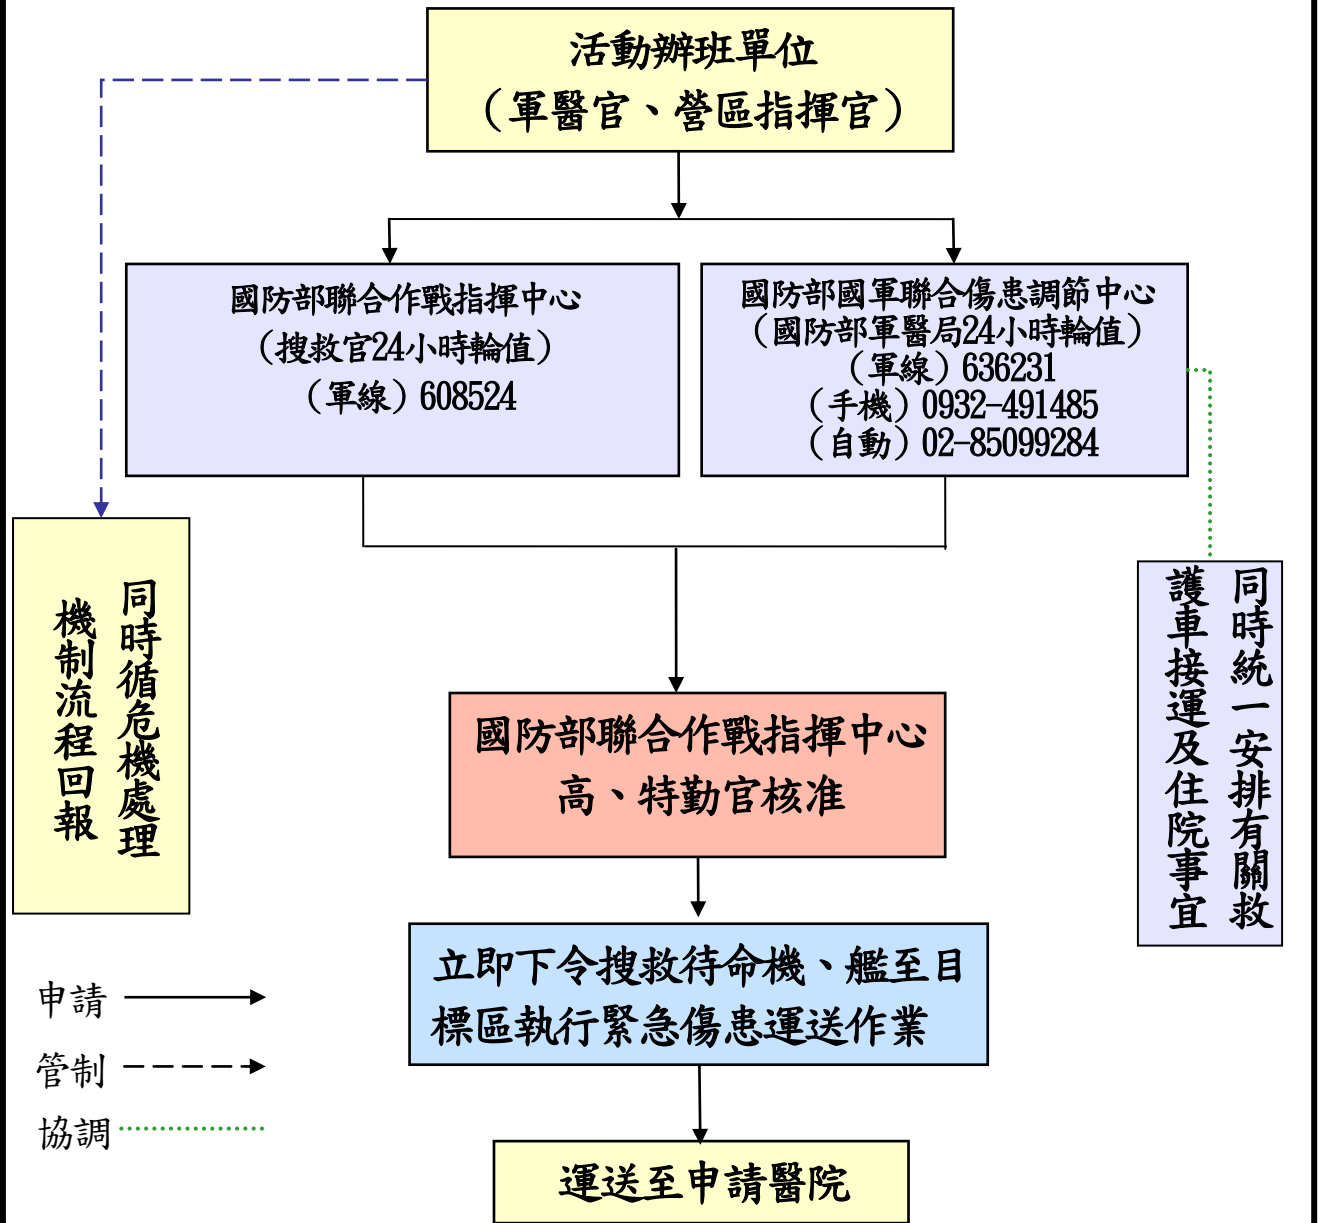 活動辦班單位
（軍醫官、營區指揮官）
國防部聯合作戰指揮中心
（搜救官24小時輪值）
（軍線）608524
國防部國軍聯合傷患調節中心
（國防部軍醫局24小時輪值）
（軍線）636231
（手機）0932-491485
（自動）02-85099284
同時循危機處理
機制流程回報
同時統一安排有關救
護車接運及住院事宜
國防部聯合作戰指揮中心
高、特勤官核准
立即下令搜救待命機、艦至目
標區執行緊急傷患運送作業
運送至申請醫院
申請
管制
協調